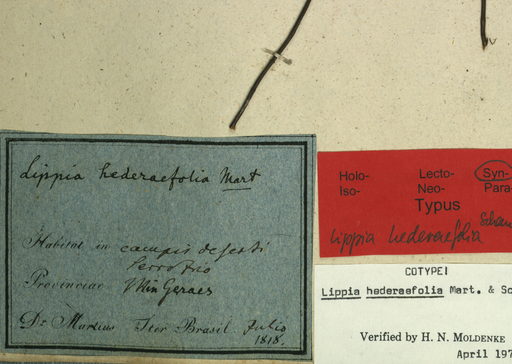 Lippia hederaefolia Mart
Habitat in campis deserti
Serro Frio
Provinciae Min Geraes
Dr. Martius Iter Brasil. Julio
1818.
Holo- Lecto- Syn-
Iso- Neo- Para-
Typus
Lippia hederaefolia Schau
COTYPE!
Lippia hederaefolia Mart. & Sc
Verified by H. N. MOLDENKE
April 197